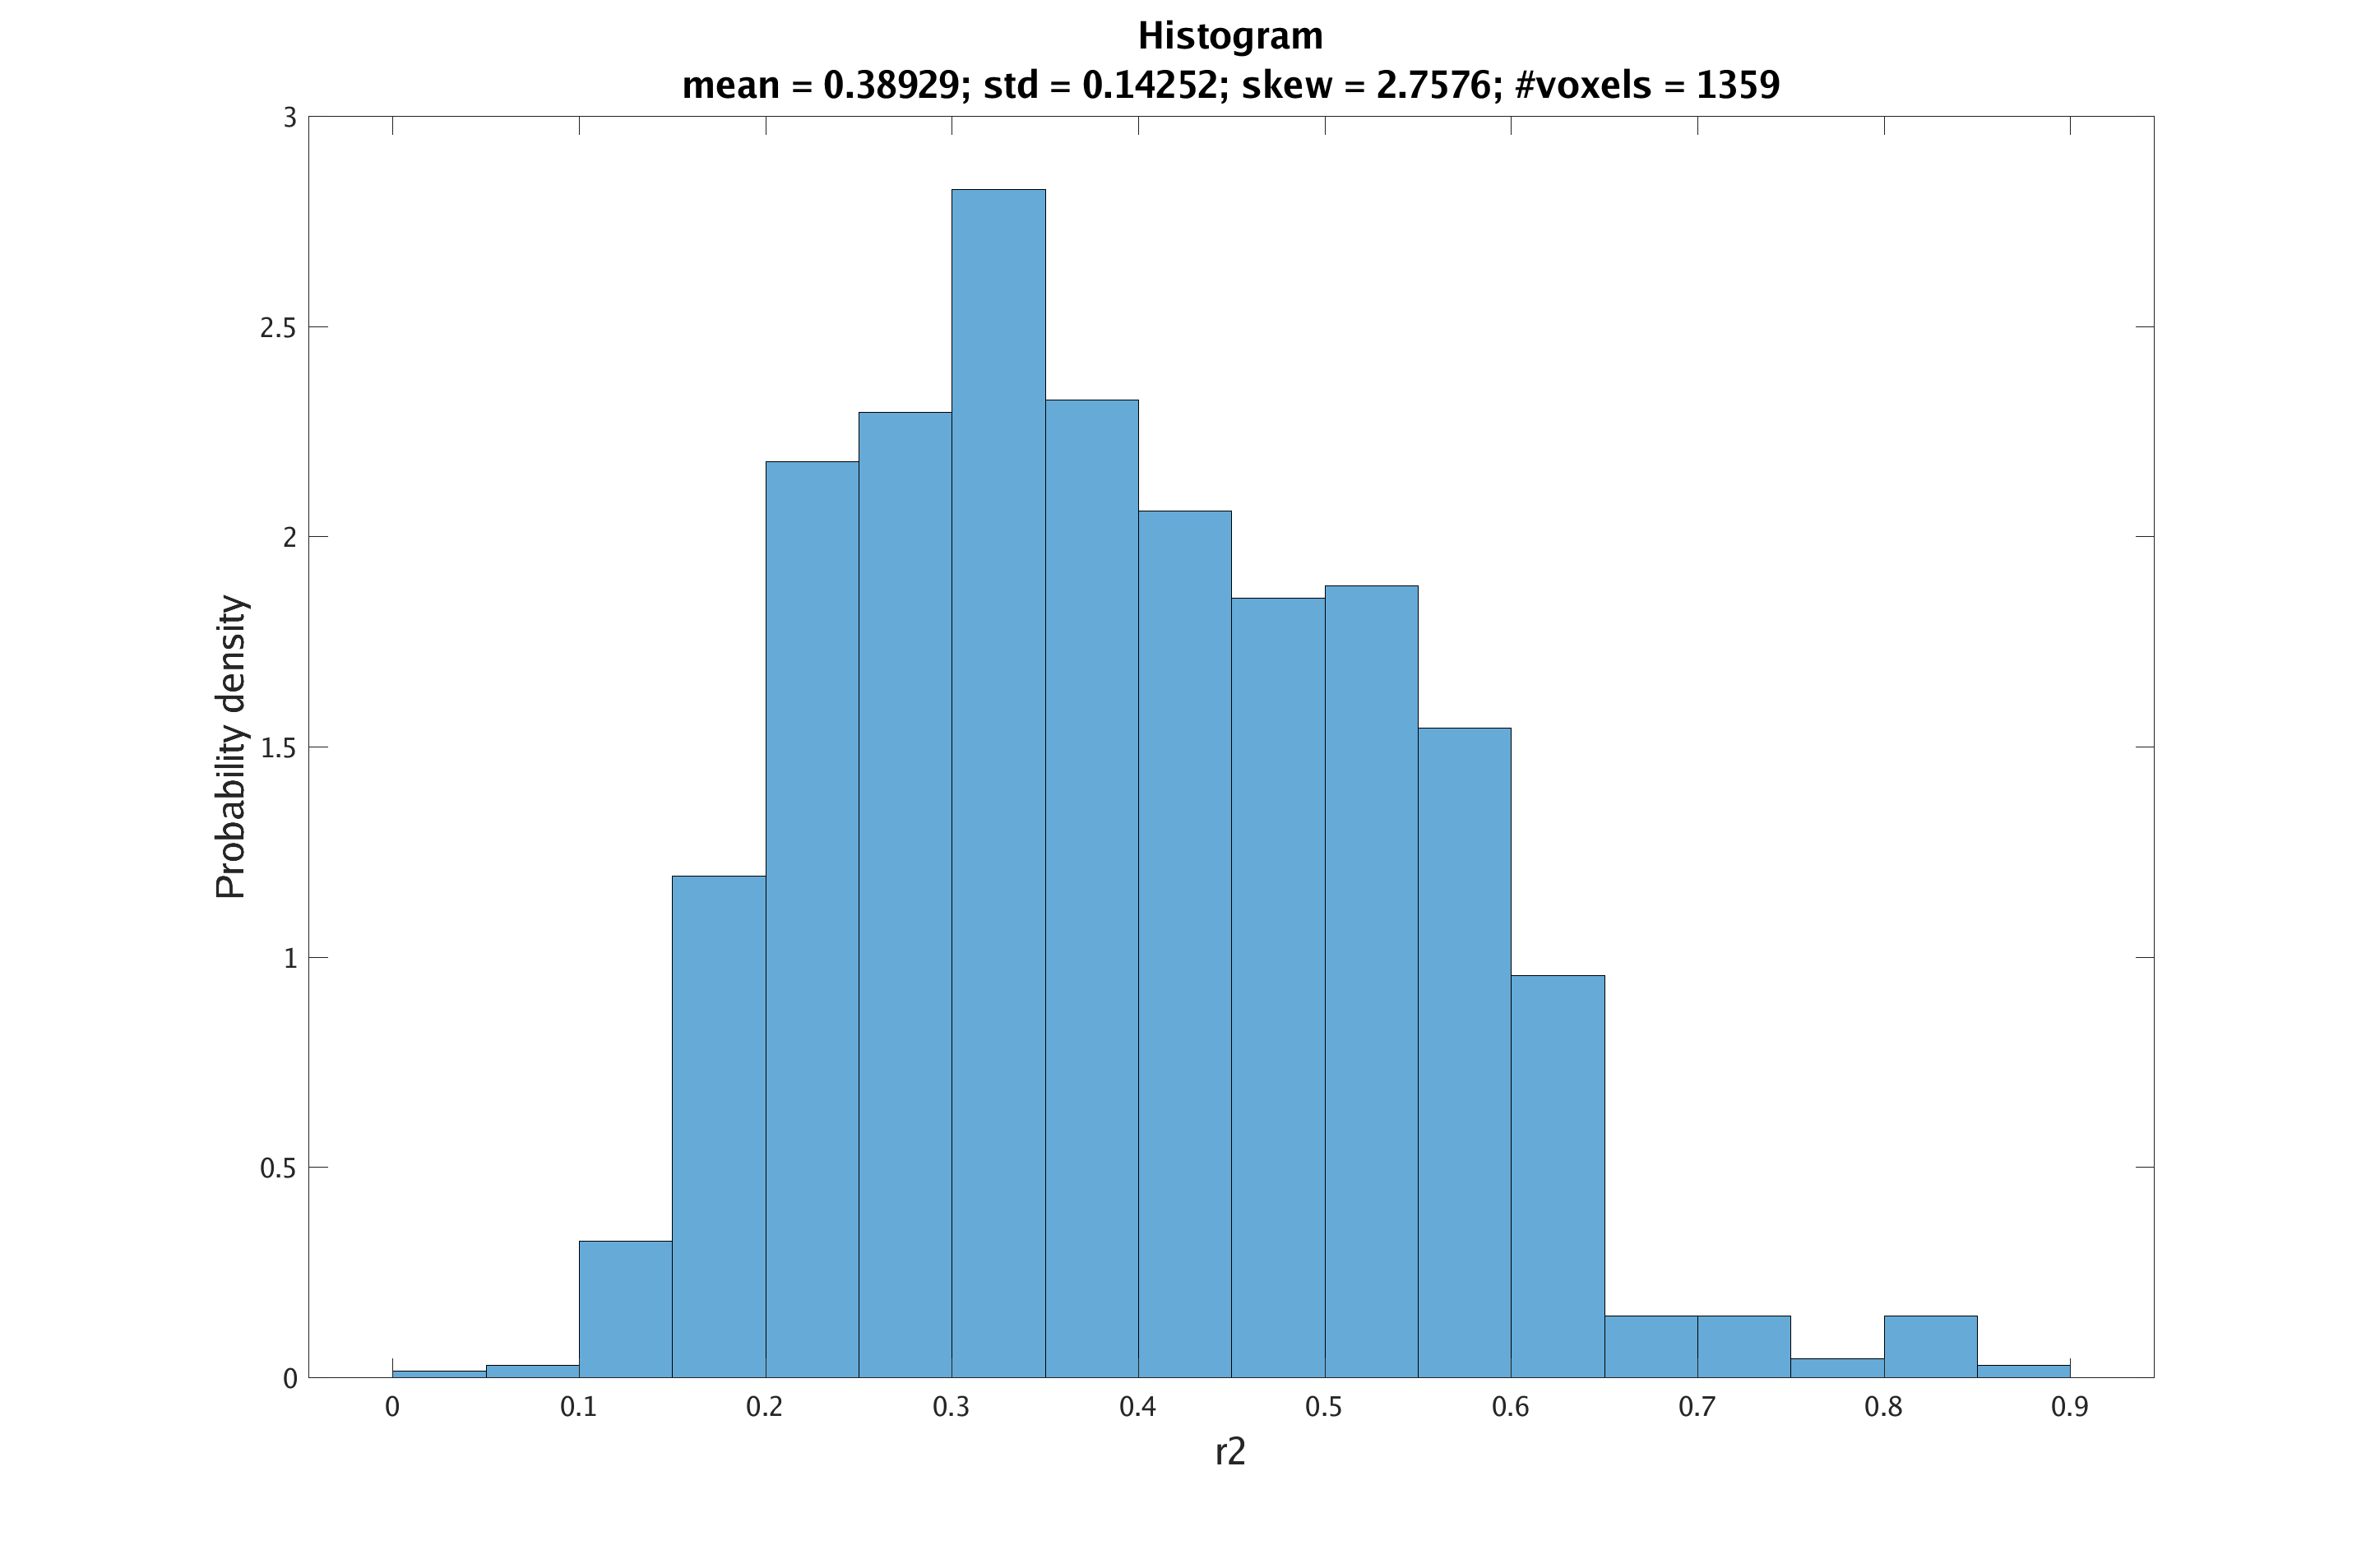 Histogram
mean = 0.38929; std = 0.14252; skew = 2.7576; #voxels = 1359
3
2.5
2
1.5
1
0.5
0
Probability density
0 0.1 0.2 0.3 0.4 0.5 0.6 0.7 0.8 0.9
r2